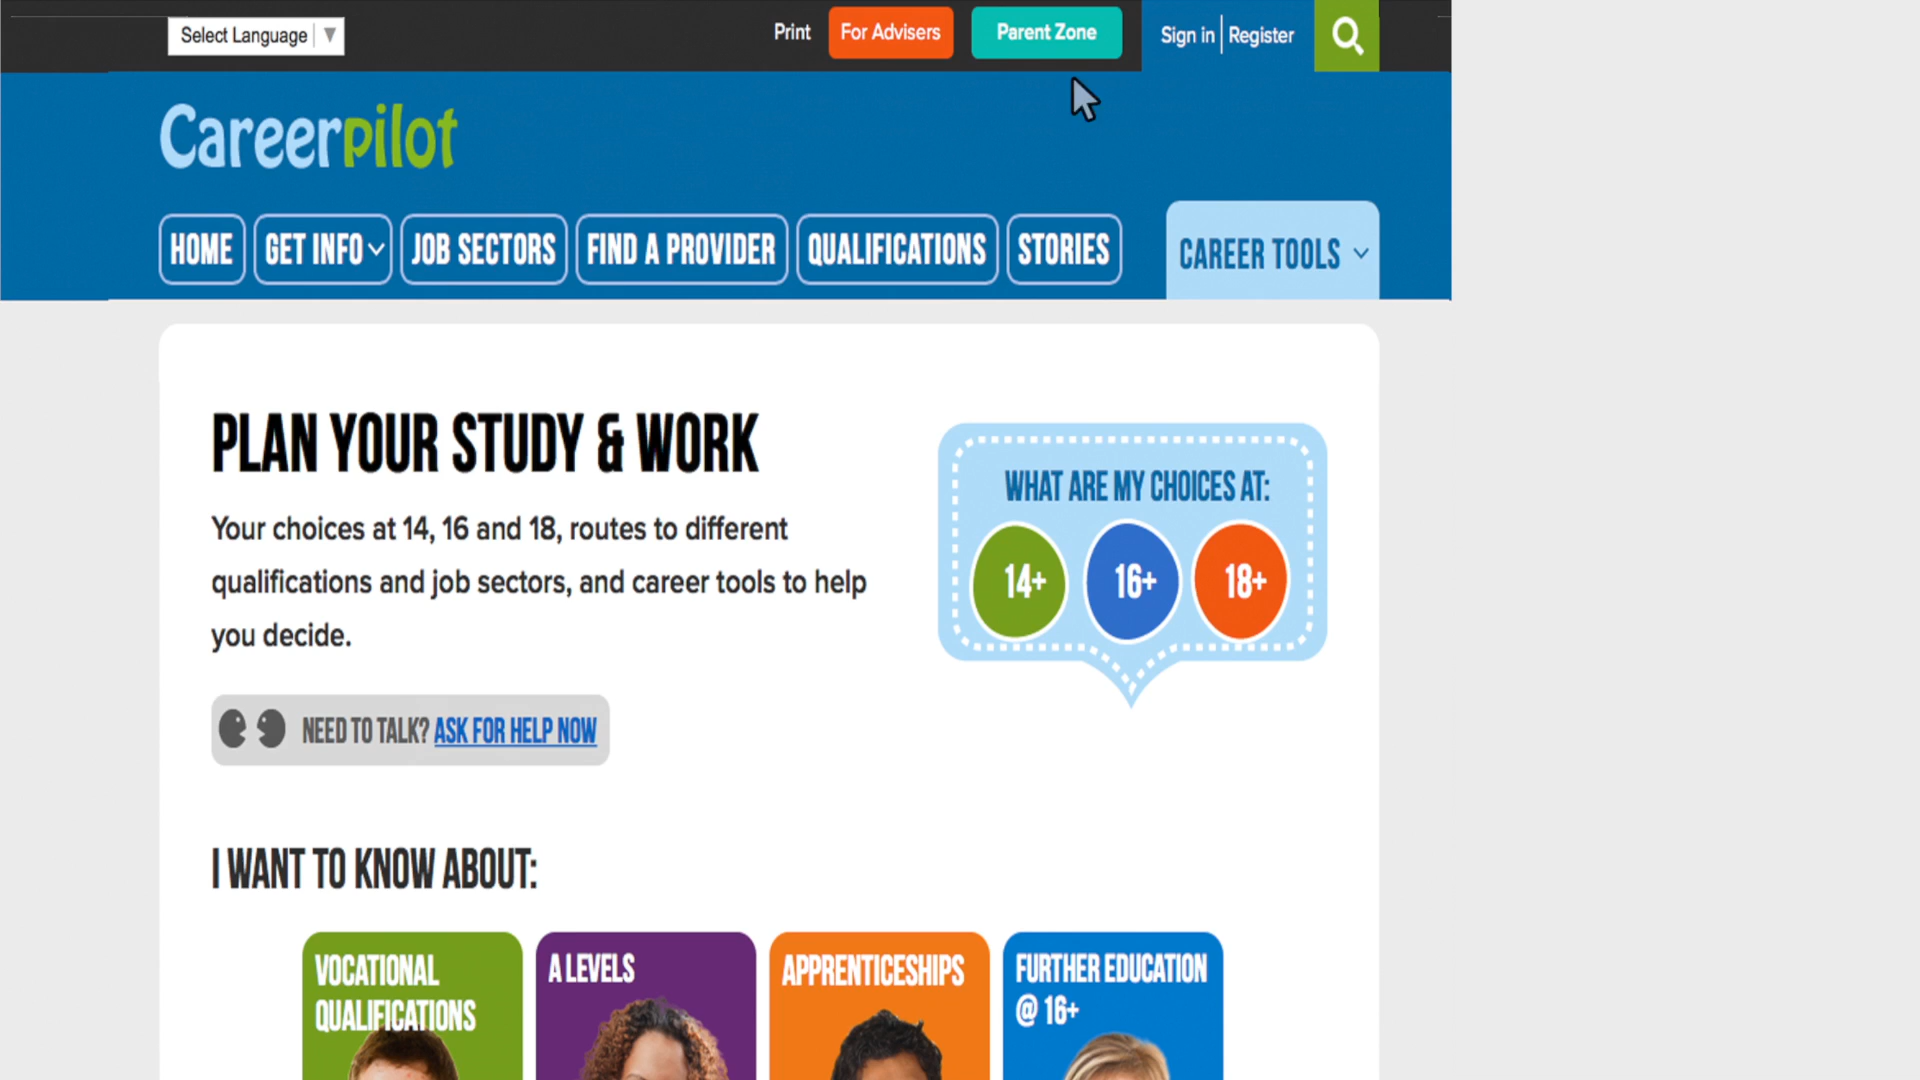 Select Language
Print
For Advisers
Parent Zone
Sign in
Register
Careerpilot
HOME
GET INFO
JOB SECTORS
FIND A PROVIDER
QUALIFICATIONS
STORIES
CAREER TOOLS
PLAN YOUR STUDY & WORK
Your choices at 14, 16 and 18, routes to different
qualifications and job sectors, and career tools to help
you decide.
WHAT ARE MY CHOICES AT:
14+
16+
18+
NEED TO TALK? ASK FOR HELP NOW
I WANT TO KNOW ABOUT:
VOCATIONAL
QUALIFICATIONS
A LEVELS
APPRENTICESHIPS
FURTHER EDUCATION
@ 16+